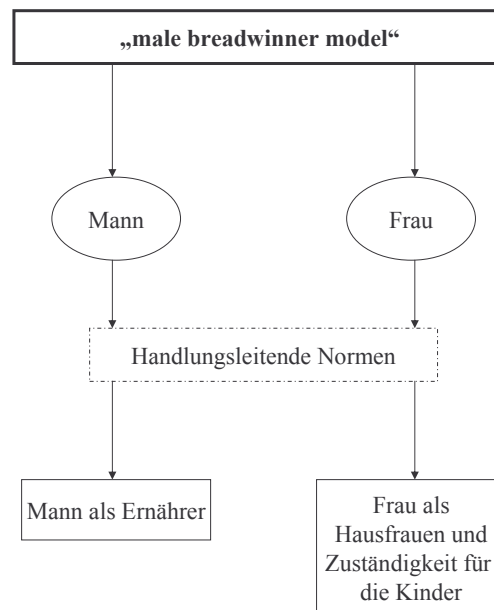 „male breadwinner model“
Mann
Frau
Handlungsleitende Normen
Mann als Ernährer
Frau als
Hausfrauen und
Zuständigkeit für
die Kinder